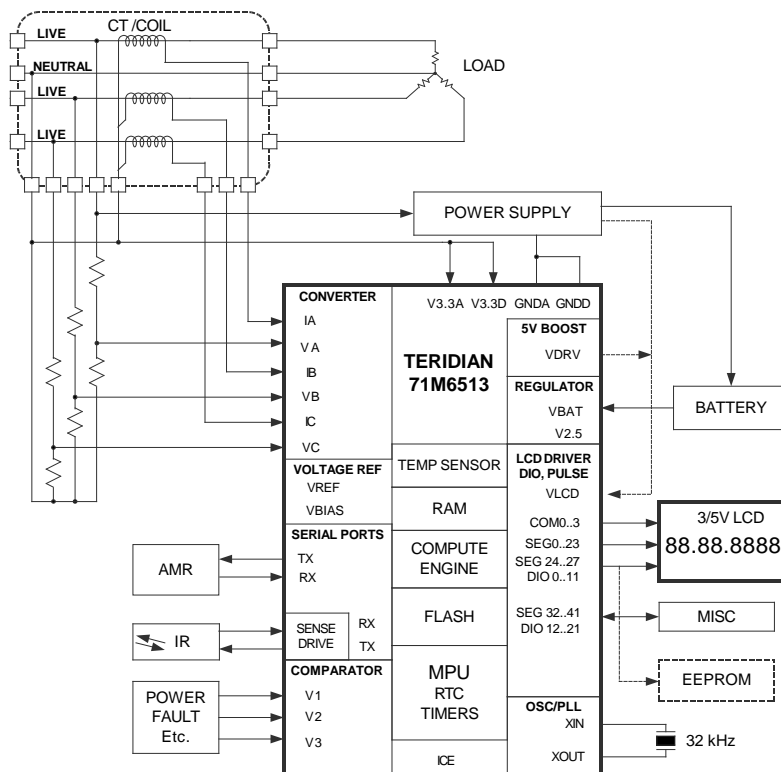 CT /COIL
LIVE
NEUTRAL
LIVE
LIVE
LOAD
POWER SUPPLY
CONVERTER
IA
VA
IB
VB
IC
VC
V3.3A V3.3D GNDA GNDD
TERIDIAN
71M6513
5V BOOST
VDRV
REGULATOR
VBAT
V2.5
BATTERY
VOLTAGE REF
VREF
VBIAS
TEMP SENSOR
RAM
COMPUTE
ENGINE
FLASH
MPU
RTC
TIMERS
ICE
LCD DRIVER
DIO, PULSE
VLCD
COM0..3
SEG0..23
SEG 24..27
DIO 0..11
SEG 32..41
DIO 12..21
3/5V LCD
88.88.8888
MISC
EEPROM
SERIAL PORTS
TX
RX
AMR
SENSE
DRIVE
RX
TX
IR
COMPARATOR
V1
V2
V3
POWER
FAULT
Etc.
OSC/PLL
XIN
XOUT
32 kHz